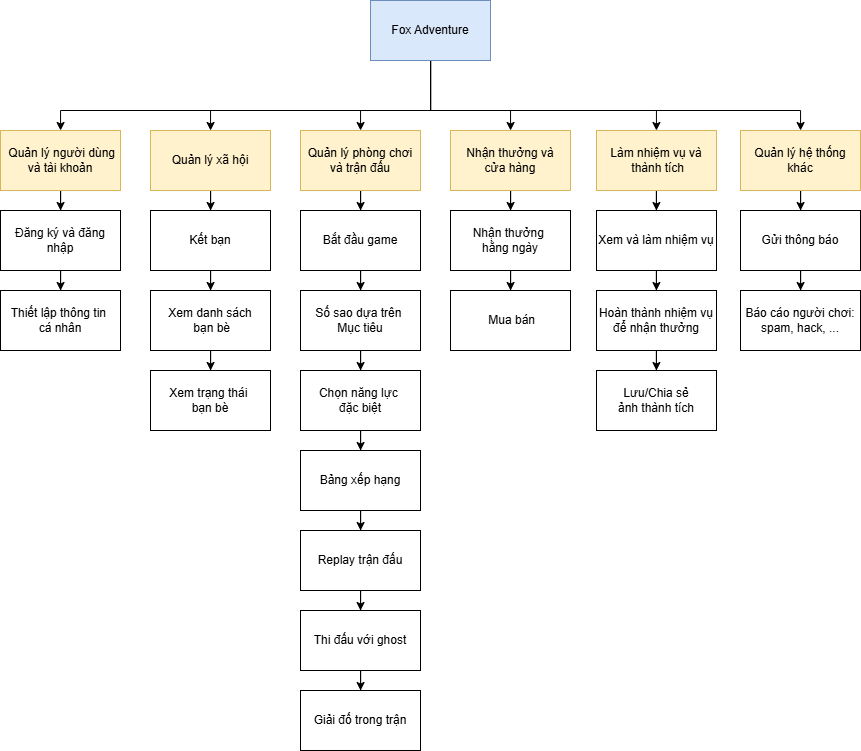 Fox Adventure
Quản lý người dùng
và tài khoản
Quản lý xã hội
Quản lý phòng chơi
và trận đấu
Nhận thưởng và
cửa hàng
Làm nhiệm vụ và
thành tích
Quản lý hệ thống
khác
Đăng ký và đăng
nhập
Kết bạn
Bắt đầu game
Nhận thưởng
hằng ngày
Xem và làm nhiệm vụ
Gửi thông báo
Thiết lập thông tin
cá nhân
Xem danh sách
bạn bè
Số sao dựa trên
Mục tiêu
Mua bán
Hoàn thành nhiệm vụ
để nhận thưởng
Báo cáo người chơi:
spam, hack, ...
Xem trạng thái
bạn bè
Chọn năng lực
đặc biệt
Lưu/Chia sẻ
ảnh thành tích
Bảng xếp hạng
Replay trận đấu
Thi đấu với ghost
Giải đố trong trận